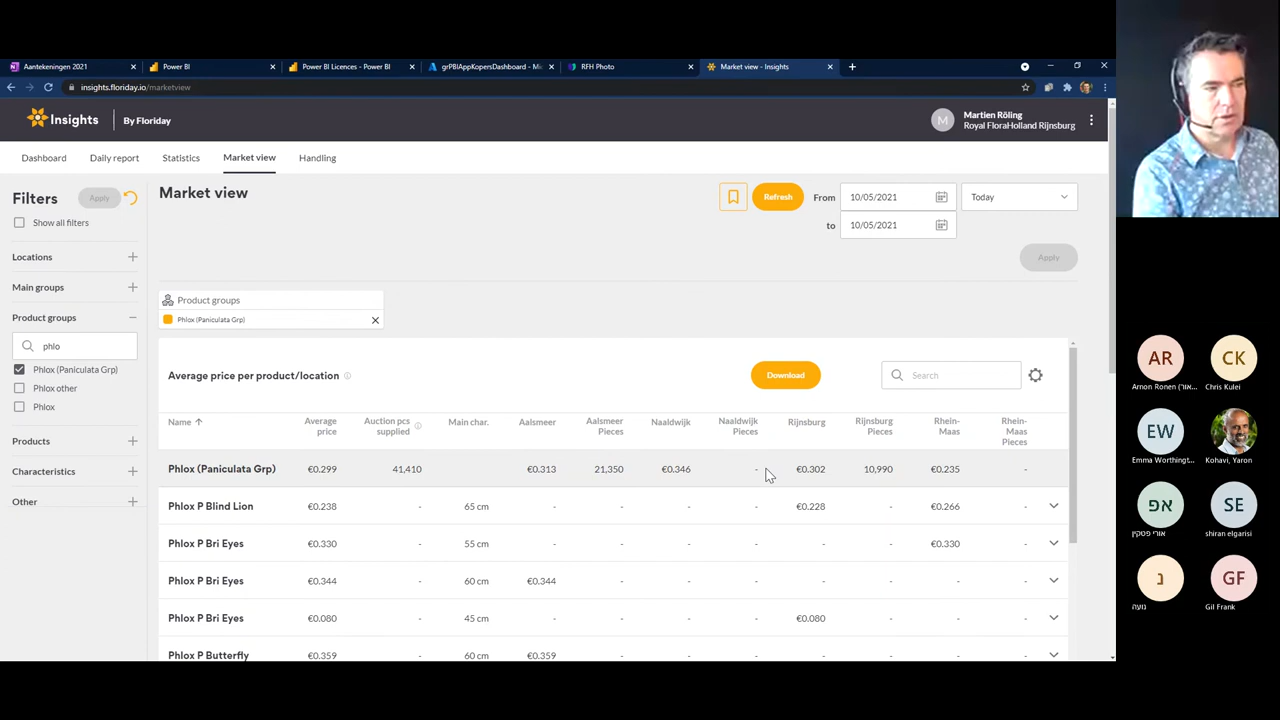 Aantekeningen 2021
Power BI
Power BI Licences - Power BI
grPBIAppKopersDashboard - Mic
RFH Photo
Market view - Insights
insights.floriday.io/marketview
Insights
By Floriday
M
Martien Röling
Royal FloraHolland Rijnsburg
Dashboard
Daily report
Statistics
Market view
Handling
Filters
Apply
Show all filters
Locations
Main groups
Product groups
phlo
Phlox (Paniculata Grp)
Phlox other
Phlox
Products
Characteristics
Other
Market view
Refresh
From
10/05/2021
Today
to
10/05/2021
Apply
Product groups
Phlox (Paniculata Grp)
Average price per product/location
Download
Search
Name Average price Auction pcs supplied Main char. Aalsmeer Aalsmeer Pieces Naaldwijk Naaldwijk Pieces Rijnsburg Rijnsburg Pieces Rhein-Maas Rhein-Maas Pieces
Phlox (Paniculata Grp) €0.299 41,410 €0.313 21,350 €0.346 - €0.302 10,990 €0.235 -
Phlox P Blind Lion €0.238 - 65 cm - - - - €0.228 - €0.266 -
Phlox P Bri Eyes €0.330 - 55 cm - - - - - - €0.330 -
Phlox P Bri Eyes €0.344 - 60 cm €0.344 - - - - - - -
Phlox P Bri Eyes €0.080 - 45 cm - - - - €0.080 - - -
Phlox P Butterfly €0.359 - 60 cm €0.359 - - - - - - -
AR
Arnon Ronen (אור...
CK
Chris Kulei
EW
Emma Worthingt...
Kohavi, Yaron
אפ
אורי פטקין
SE
shiran elgarisi
נ
נועה
GF
Gil Frank